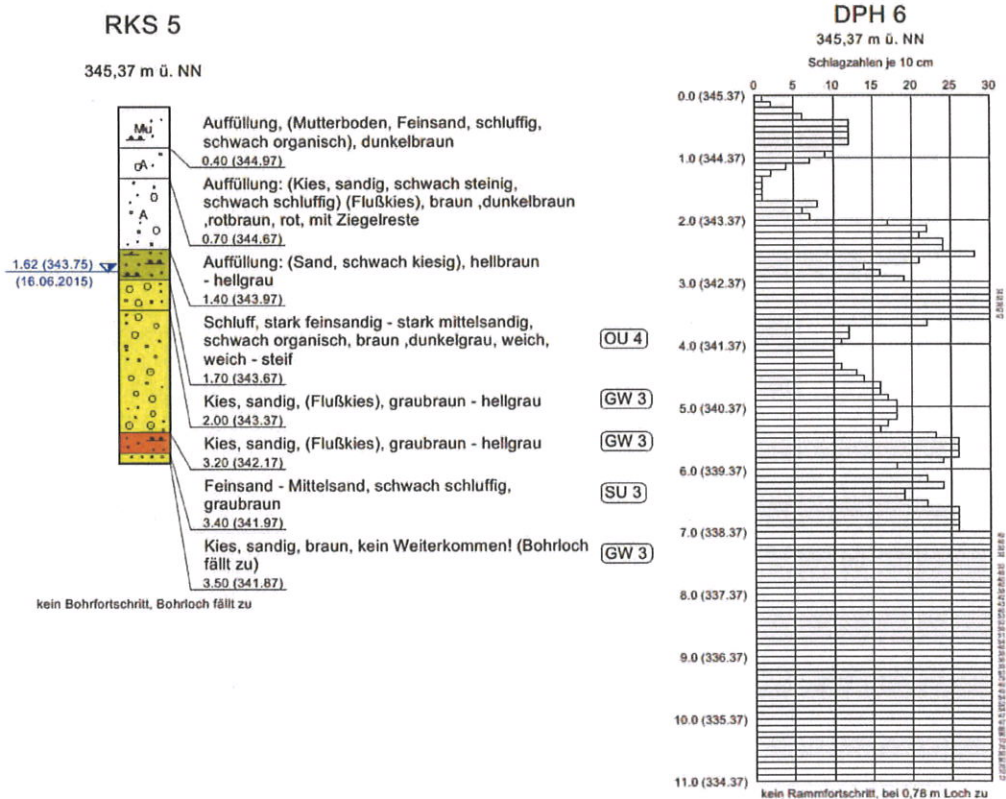 RKS 5
345,37 m ü. NN
Mu
A
A
Auffüllung, (Mutterboden, Feinsand, schluffig,
schwach organisch), dunkelbraun
0.40 (344.97)
Auffüllung: (Kies, sandig, schwach steinig,
schwach schluffig) (Flußkies), braun ,dunkelbraun
,rotbraun, rot, mit Ziegelreste
0.70 (344.67)
1.62 (343.75)
(16.06.2015)
Auffüllung: (Sand, schwach kiesig), hellbraun
- hellgrau
1.40 (343.97)
Schluff, stark feinsandig - stark mittelsandig,
schwach organisch, braun ,dunkelgrau, weich,
weich - steif
1.70 (343.67)
OU 4
Kies, sandig, (Flußkies), graubraun - hellgrau
2.00 (343.37)
GW 3
Kies, sandig, (Flußkies), graubraun - hellgrau
3.20 (342.17)
GW 3
Feinsand - Mittelsand, schwach schluffig,
graubraun
3.40 (341.97)
SU 3
Kies, sandig, braun, kein Weiterkommen! (Bohrloch
fällt zu)
3.50 (341.87)
GW 3
kein Bohrfortschritt, Bohrloch fällt zu
DPH 6
345,37 m ü. NN
Schlagzahlen je 10 cm
0 5 10 15 20 25 30
0.0 (345.37)
1.0 (344.37)
2.0 (343.37)
3.0 (342.37)
4.0 (341.37)
5.0 (340.37)
6.0 (339.37)
7.0 (338.37)
8.0 (337.37)
9.0 (336.37)
10.0 (335.37)
11.0 (334.37)
kein Rammfortschritt, bei 0,78 m Loch zu